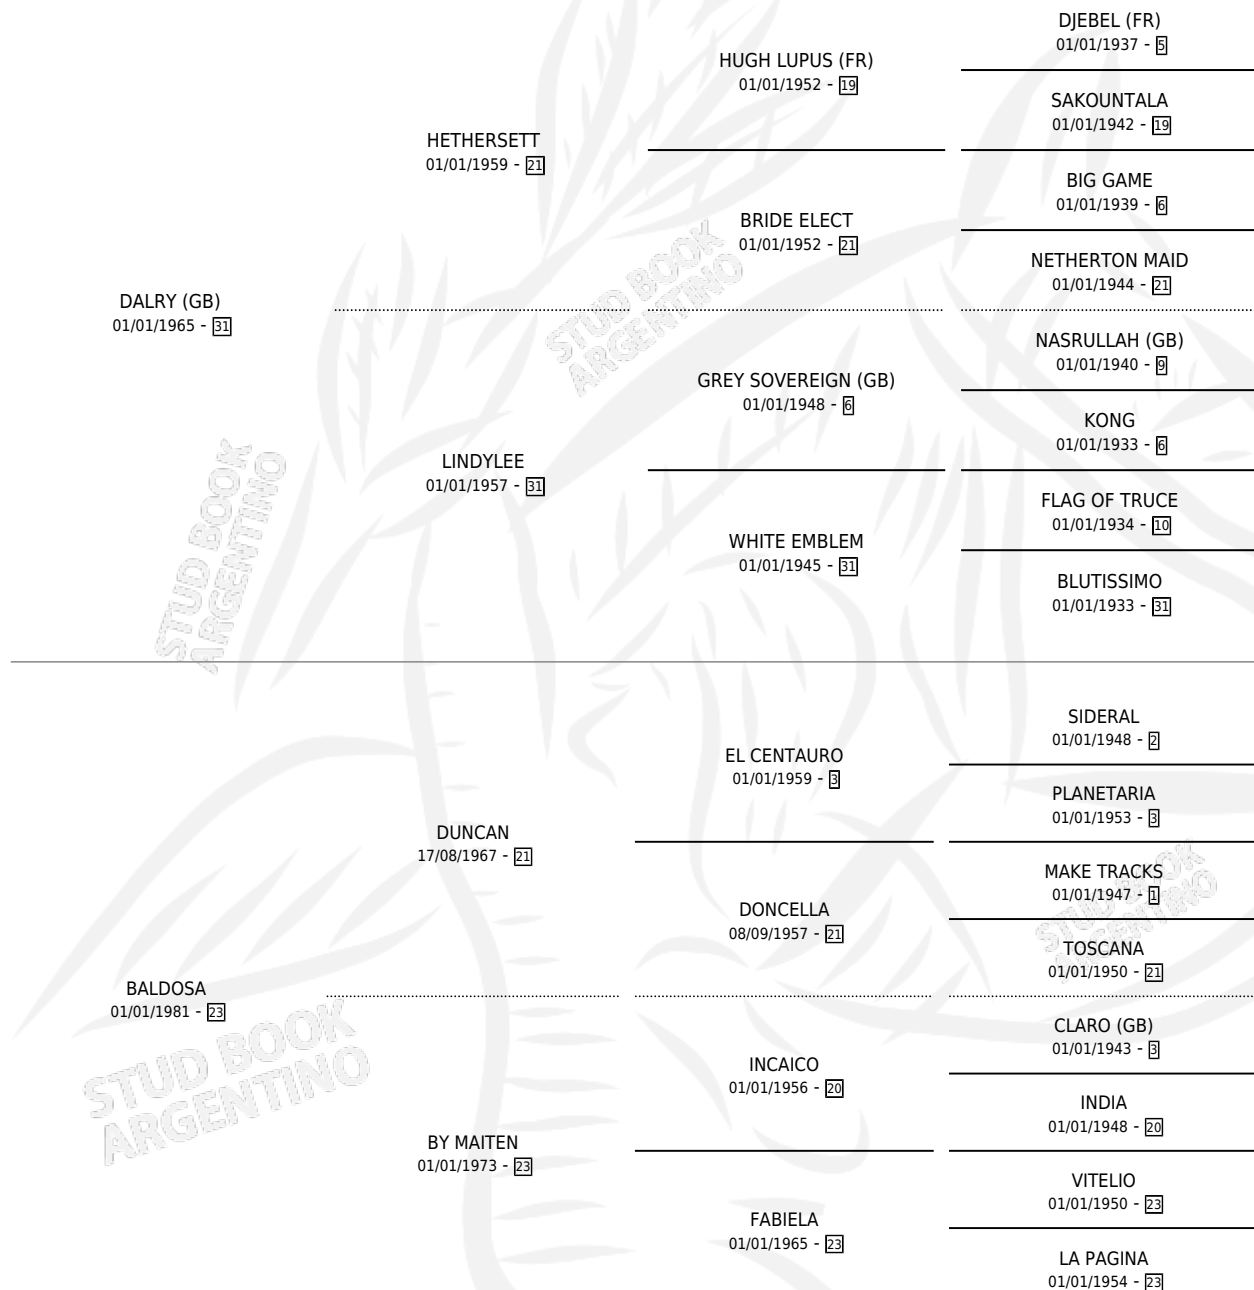 DJEBEL (FR)
01/01/1937 - 5
HUGH LUPUS (FR)
01/01/1952 - 19
SAKOUNTALA
01/01/1942 - 19
HETHERSETT
01/01/1959 - 21
BIG GAME
01/01/1939 - 6
BRIDE ELECT
01/01/1952 - 21
NETHERTON MAID
01/01/1944 - 21
DALRY (GB)
01/01/1965 - 31
NASRULLAH (GB)
01/01/1940 - 9
GREY SOVEREIGN (GB)
01/01/1948 - 6
KONG
01/01/1933 - 6
LINDYLEE
01/01/1957 - 31
FLAG OF TRUCE
01/01/1934 - 10
WHITE EMBLEM
01/01/1945 - 31
BLUTISSIMO
01/01/1933 - 31
SIDERAL
01/01/1948 - 2
EL CENTAURO
01/01/1959 - 3
PLANETARIA
01/01/1953 - 3
DUNCAN
17/08/1967 - 21
MAKE TRACKS
01/01/1947 - 1
DONCELLA
08/09/1957 - 21
TOSCANA
01/01/1950 - 21
BALDOSA
01/01/1981 - 23
CLARO (GB)
01/01/1943 - 3
INCAICO
01/01/1956 - 20
INDIA
01/01/1948 - 20
BY MAITEN
01/01/1973 - 23
VITELIO
01/01/1950 - 23
FABIELA
01/01/1965 - 23
LA PAGINA
01/01/1954 - 23
STUD BOOK
ARGENTINO
STUD BOOK
ARGENTINO
STUD BOOK
ARGENTINO
STUD BOOK
ARGENTINO